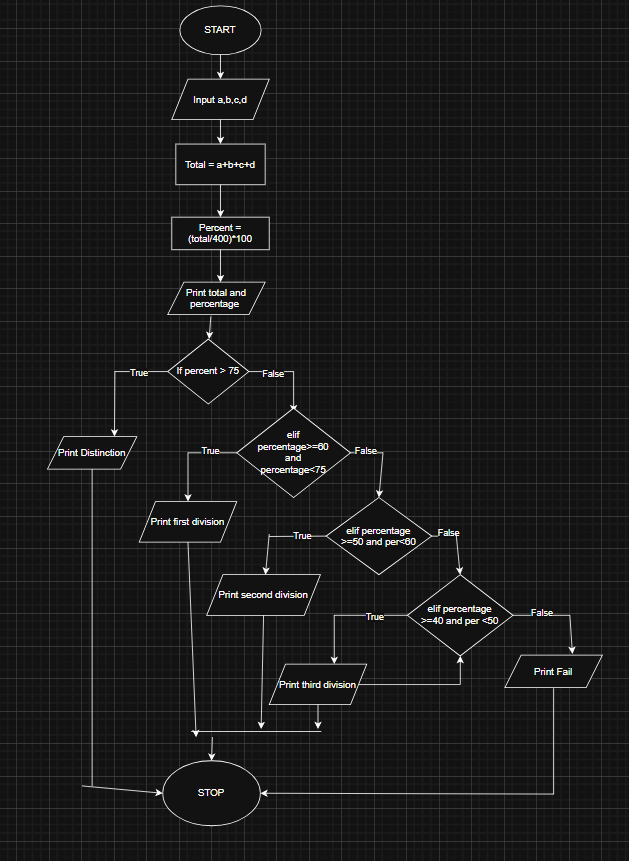 START
Input a,b,c,d
Total = a+b+c+d
Percent =
(total/400)*100
Print total and
percentage
If percent > 75
True
False
elif
percentage>=60
and
percentage<75
True
False
Print Distinction
Print first division
elif percentage
>=50 and per<60
True
False
Print second division
elif percentage
>=40 and per <50
True
False
Print third division
Print Fail
STOP